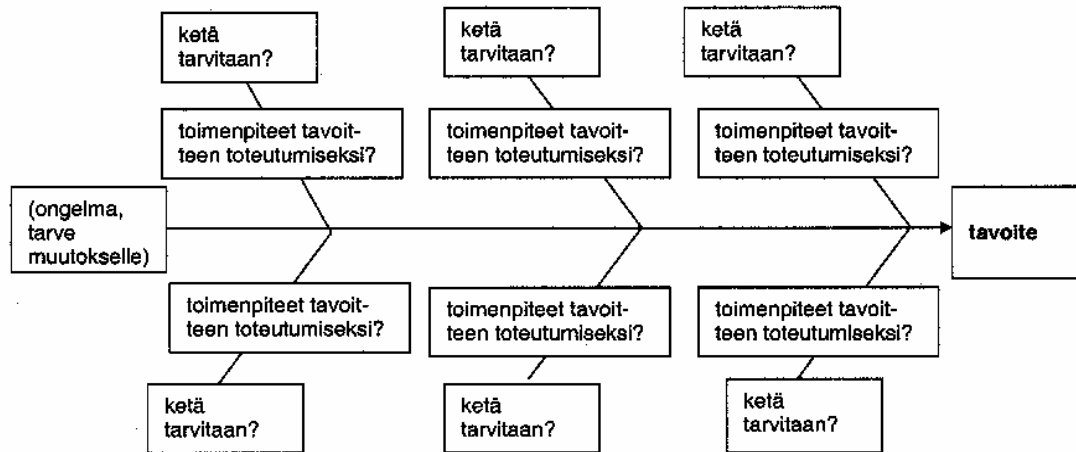 ketä
tarvitaan?
ketä
tarvitaan?
ketä
tarvitaan?
toimenpiteet tavoit-
teen toteutumiseksi?
toimenpiteet tavoit-
teen toteutumiseksi?
toimenpiteet tavoit-
teen toteutumiseksi?
(ongelma,
tarve
muutokselle)
tavoite
toimenpiteet tavoit-
teen toteutumiseksi?
toimenpiteet tavoit-
teen toteutumiseksi?
toimenpiteet tavoit-
teen toteutumiseksi?
ketä
tarvitaan?
ketä
tarvitaan?
ketä
tarvitaan?